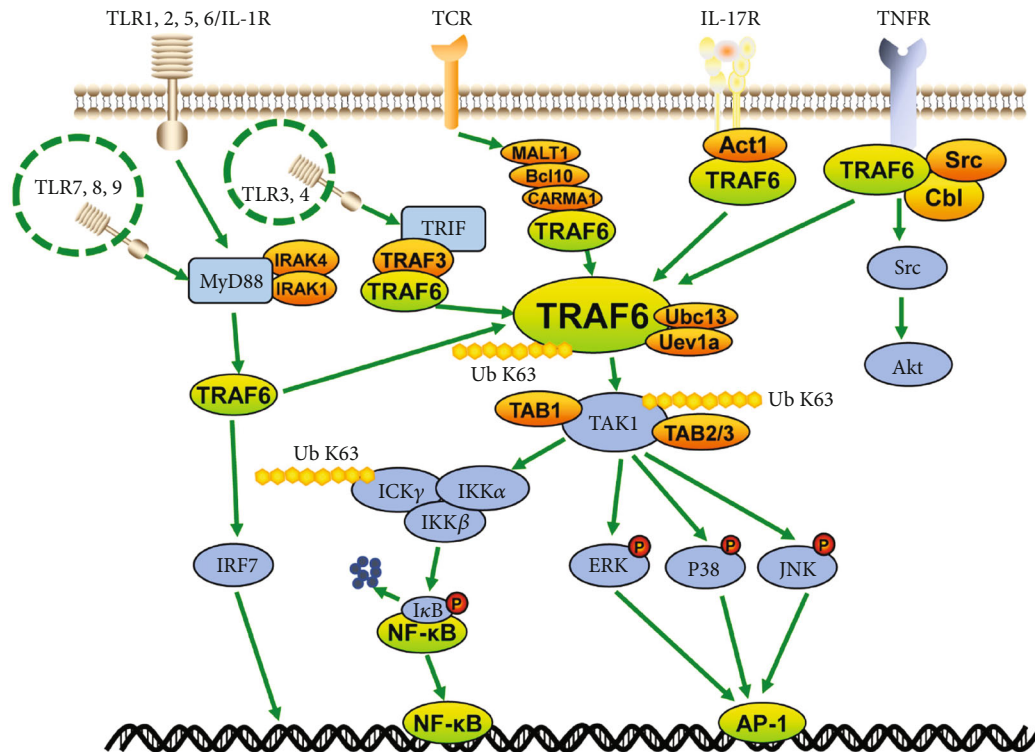 TLR1, 2, 5, 6/IL-1R
TCR
IL-17R
TNFR
TLR7, 8, 9
TLR3, 4
MALT1
Bcl10
CARMA1
TRAF6
Act1
TRAF6
TRAF6
Src
Cbl
TRIF
TRAF3
TRAF6
MyD88
IRAK4
IRAK1
TRAF6
Ubc13
Uev1a
Ub K63
Src
Akt
TRAF6
TAB1
TAK1
Ub K63
TAB2/3
Ub K63
ICKγ
IKKα
IKKβ
IRF7
ERK
P
P38
P
JNK
P
IκB
P
NF-κB
NF-κB
AP-1